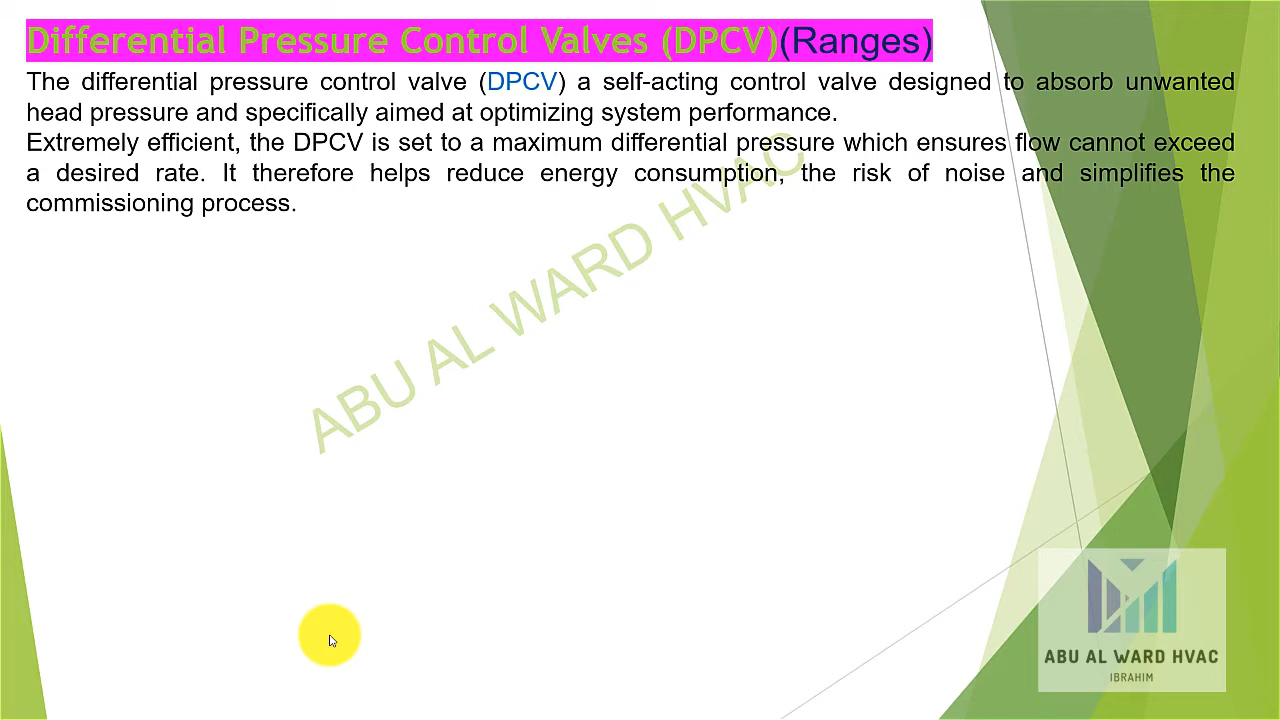 Differential Pressure Control Valves (DPCV)(Ranges)
The differential pressure control valve (DPCV) a self-acting control valve designed to absorb unwanted
head pressure and specifically aimed at optimizing system performance.
Extremely efficient, the DPCV is set to a maximum differential pressure which ensures flow cannot exceed
a desired rate. It therefore helps reduce energy consumption, the risk of noise and simplifies the
commissioning process.
ABU AL WARD HVAC
ABU AL WARD HVAC
IBRAHIM